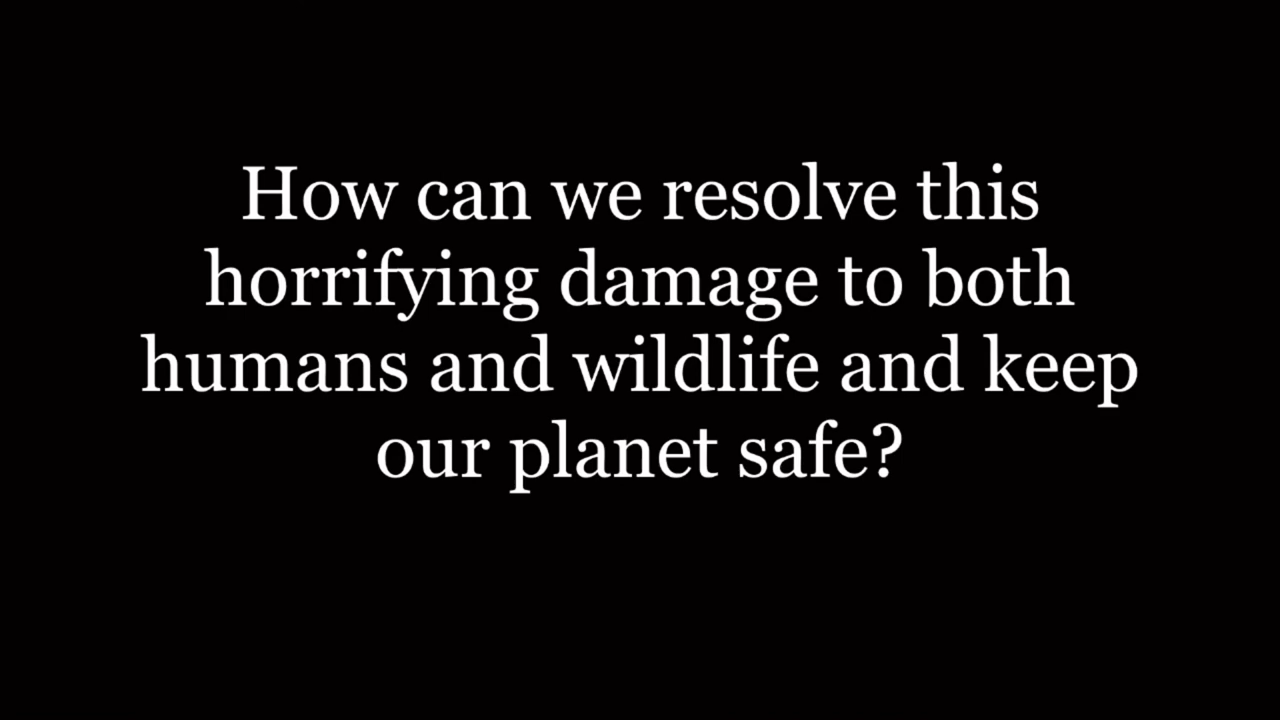 How can we resolve this
horrifying damage to both
humans and wildlife and keep
our planet safe?